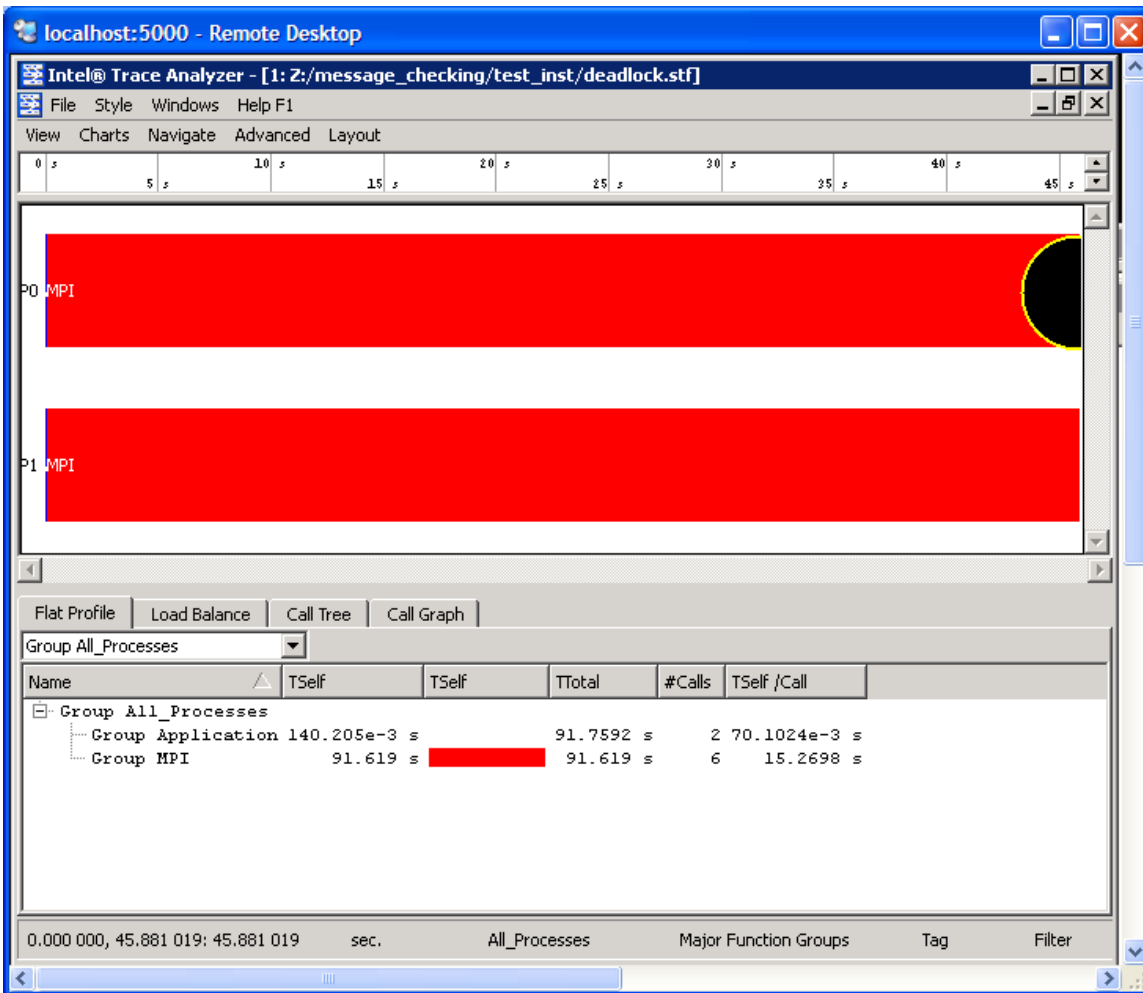 localhost:5000 - Remote Desktop
Intel® Trace Analyzer - [1: Z:/message_checking/test_inst/deadlock.stf]
File Style Windows Help F1
View Charts Navigate Advanced Layout
0 s 10 s 20 s 30 s 40 s
5 s 15 s 25 s 35 s 45 s
P0 MPI
P1 MPI
Flat Profile Load Balance Call Tree Call Graph
Group All_Processes
Name TSelf TSelf TTotal #Calls TSelf /Call
Group All_Processes
Group Application 140.205e-3 s 91.7592 s 2 70.1024e-3 s
Group MPI 91.619 s 91.619 s 6 15.2698 s
0.000 000, 45.881 019: 45.881 019 sec. All_Processes Major Function Groups Tag Filter